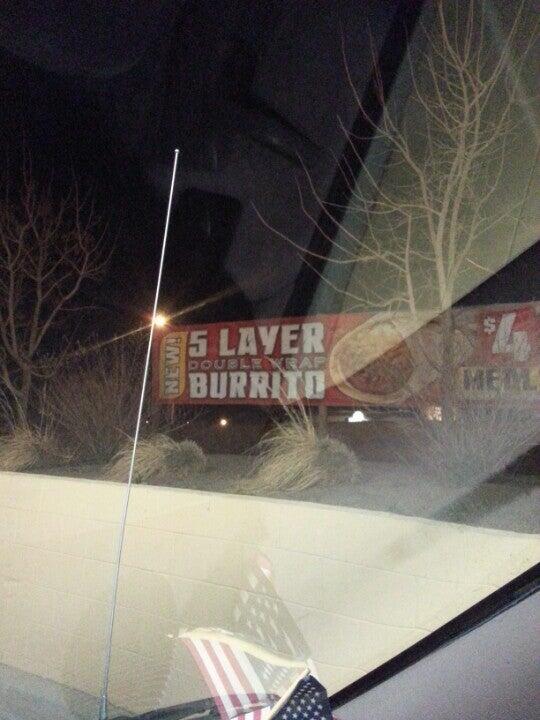 NEW!
5 LAYER
DOUBLE WRAP
BURRITO
$4
MEAL